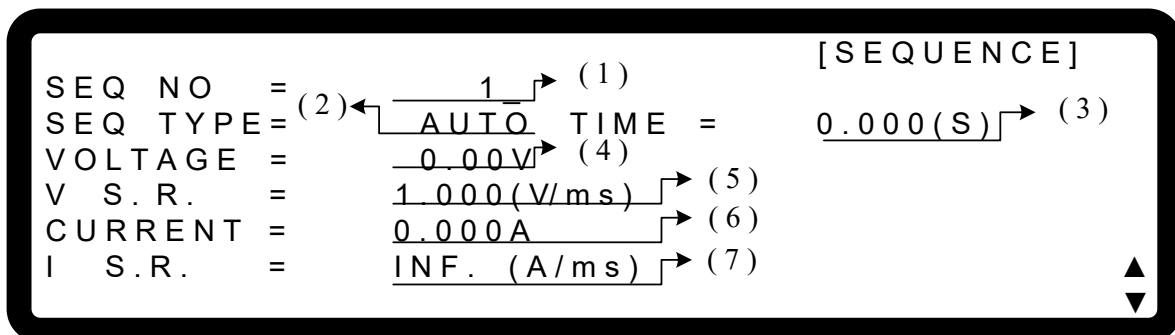 [SEQUENCE]
SEQ NO = 1_ (1)
SEQ TYPE= (2) AUTO TIME = 0.000(S) (3)
VOLTAGE = 0.00V (4)
V S.R. = 1.000(V/ms) (5)
CURRENT = 0.000A (6)
I S.R. = INF. (A/ms) (7)
▲
▼